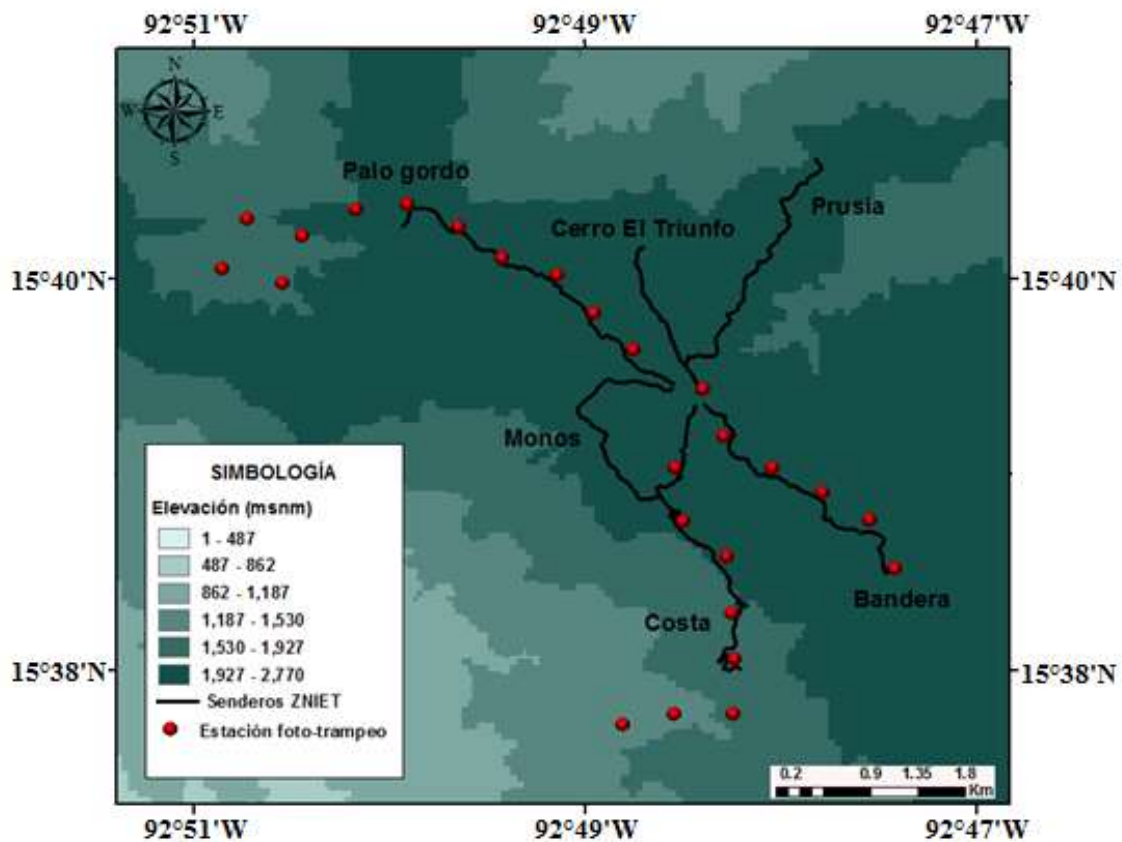 92°51'W 92°49'W 92°47'W
N
W E
S
Palo gordo
Prusia
Cerro El Triunfo
15°40'N 15°40'N
Monos
SIMBOLOGÍA
Elevación (msnm)
1 - 487
487 - 862
862 - 1,187
1,187 - 1,530
1,530 - 1,927
1,927 - 2,770
Senderos ZNIET
Estación foto-trampeo
Bandera
Costa
15°38'N 15°38'N
0.2 0.9 1.35 1.8
Km
92°51'W 92°49'W 92°47'W